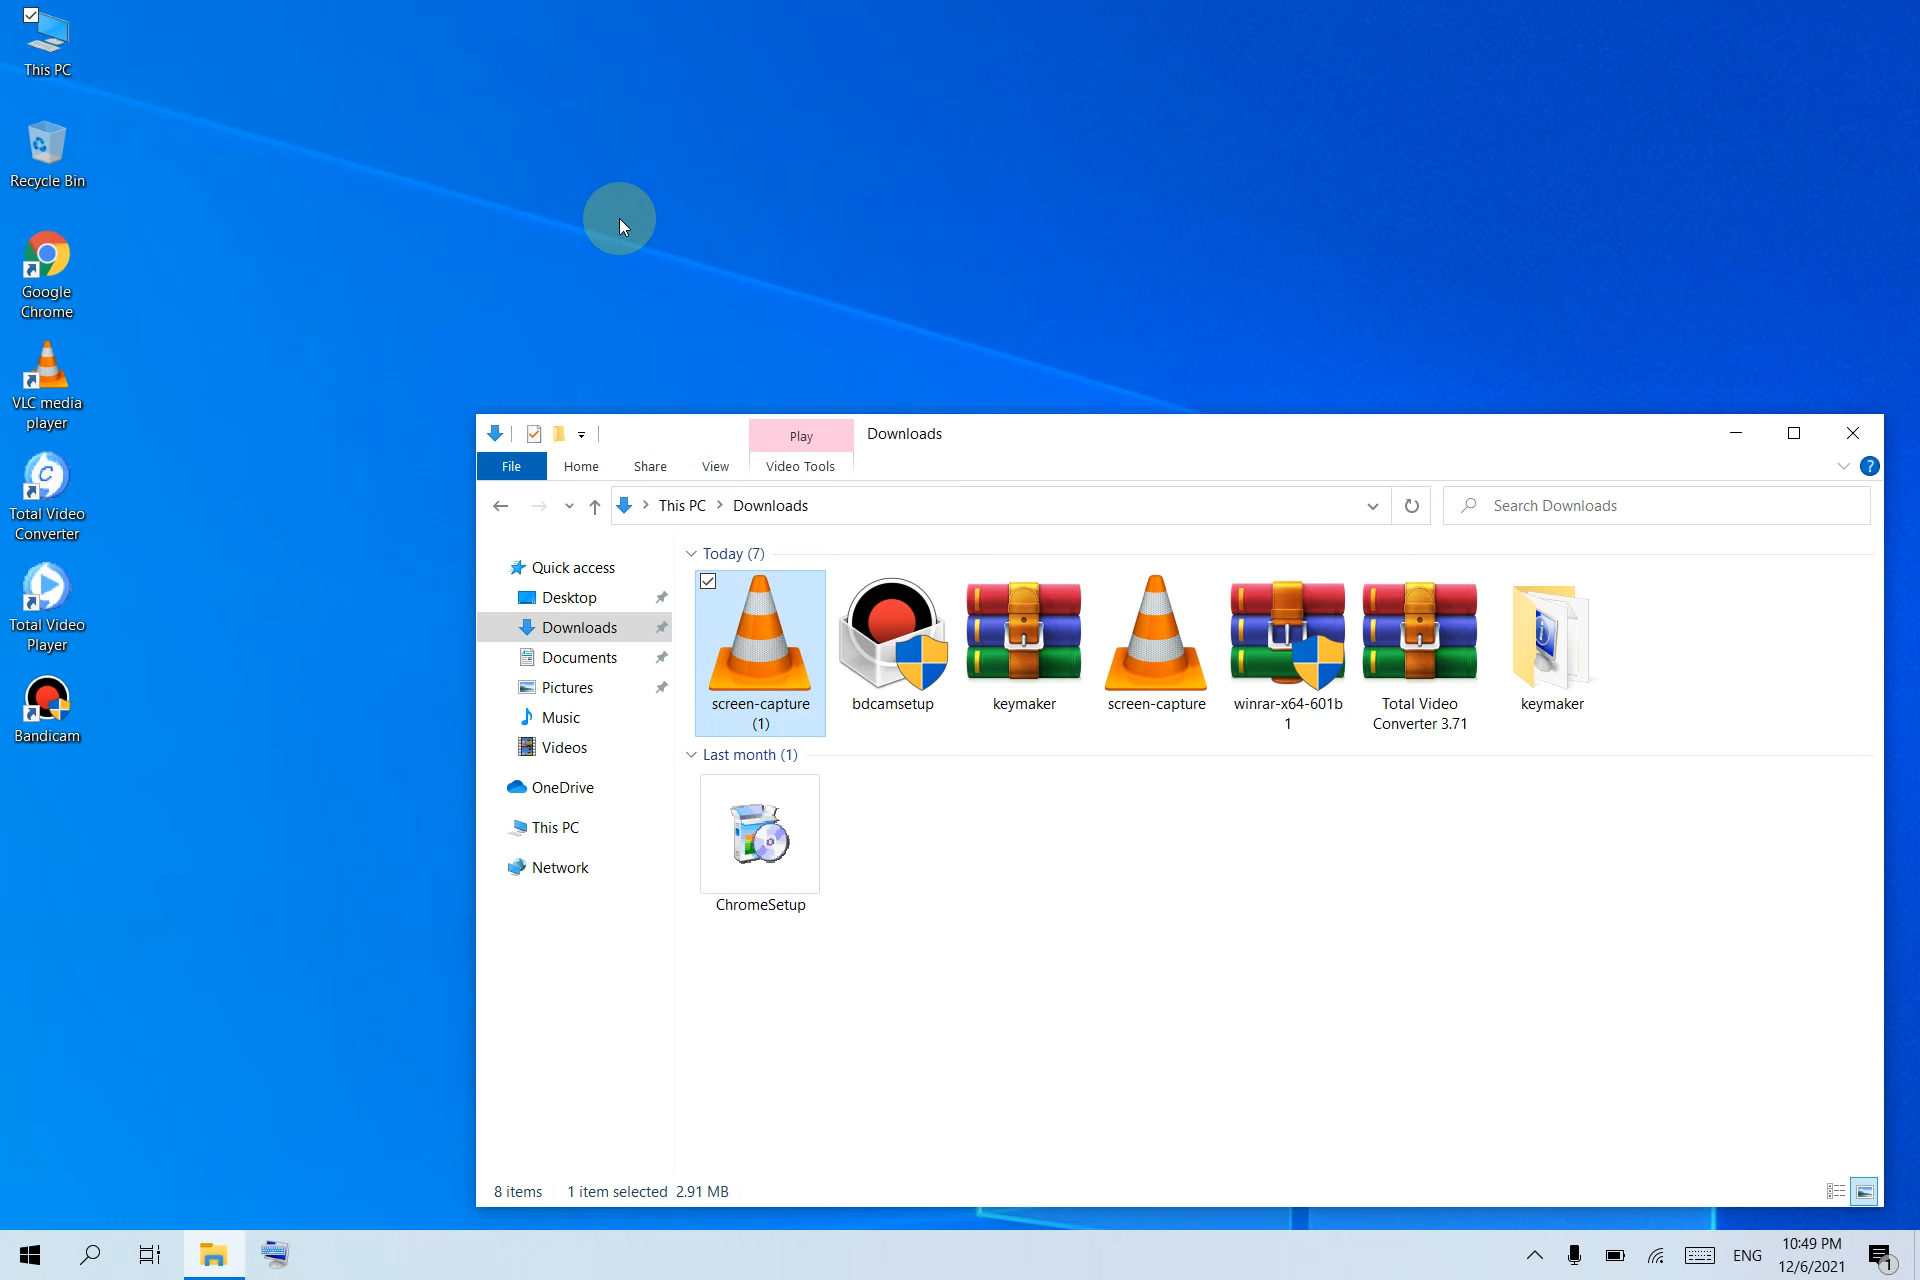 This PC
Recycle Bin
Google
Chrome
VLC media
player
Total Video
Converter
Total Video
Player
Bandicam
Play
Downloads
File
Home
Share
View
Video Tools
?
This PC
Downloads
Search Downloads
Quick access
Desktop
Downloads
Documents
Pictures
Music
Videos
OneDrive
This PC
Network
Today (7)
screen-capture
(1)
bdcamsetup
keymaker
screen-capture
winrar-x64-601b
1
Total Video
Converter 3.71
keymaker
Last month (1)
ChromeSetup
8 items
1 item selected 2.91 MB
ENG
10:49 PM
12/6/2021
1